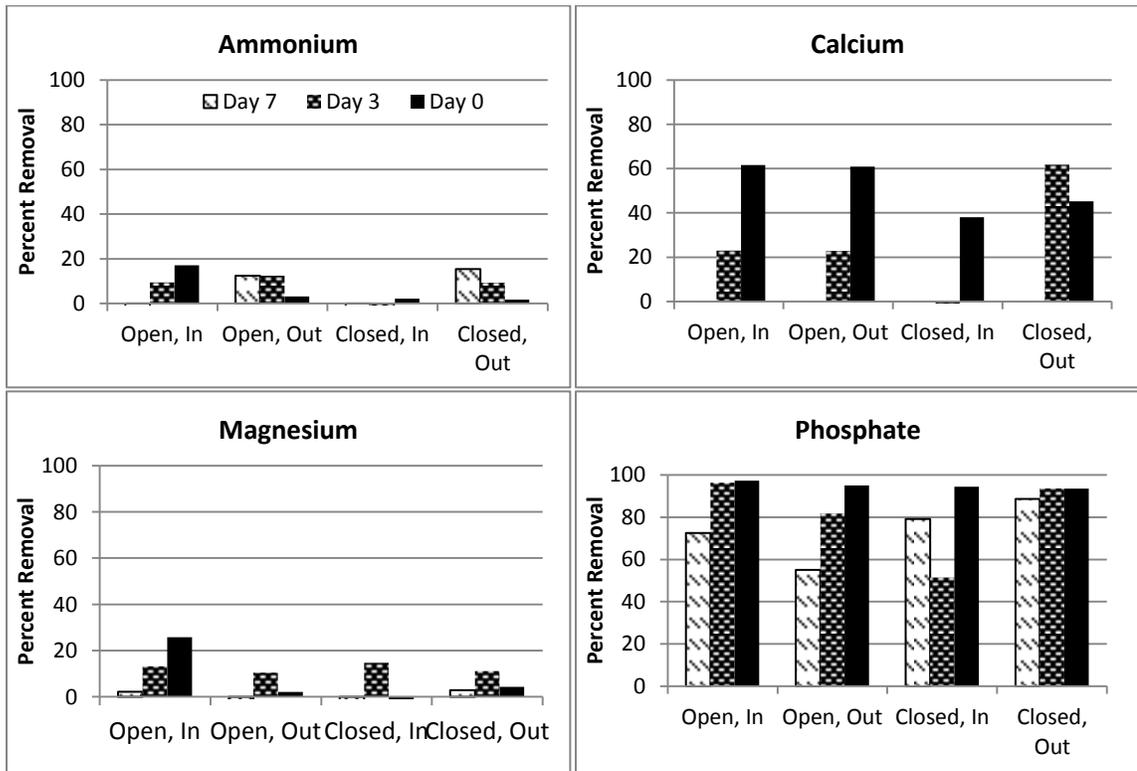 Ammonium
Percent Removal
100
80
60
40
20
0
Day 7 Day 3 Day 0
Open, In Open, Out Closed, In Closed,
Out
Calcium
Percent Removal
100
80
60
40
20
0
Open, In Open, Out Closed, In Closed,
Out
Magnesium
Percent Removal
100
80
60
40
20
0
Open, In Open, Out Closed, In Closed, Out
Phosphate
Percent Removal
100
80
60
40
20
0
Open, In Open, Out Closed, In Closed,
Out